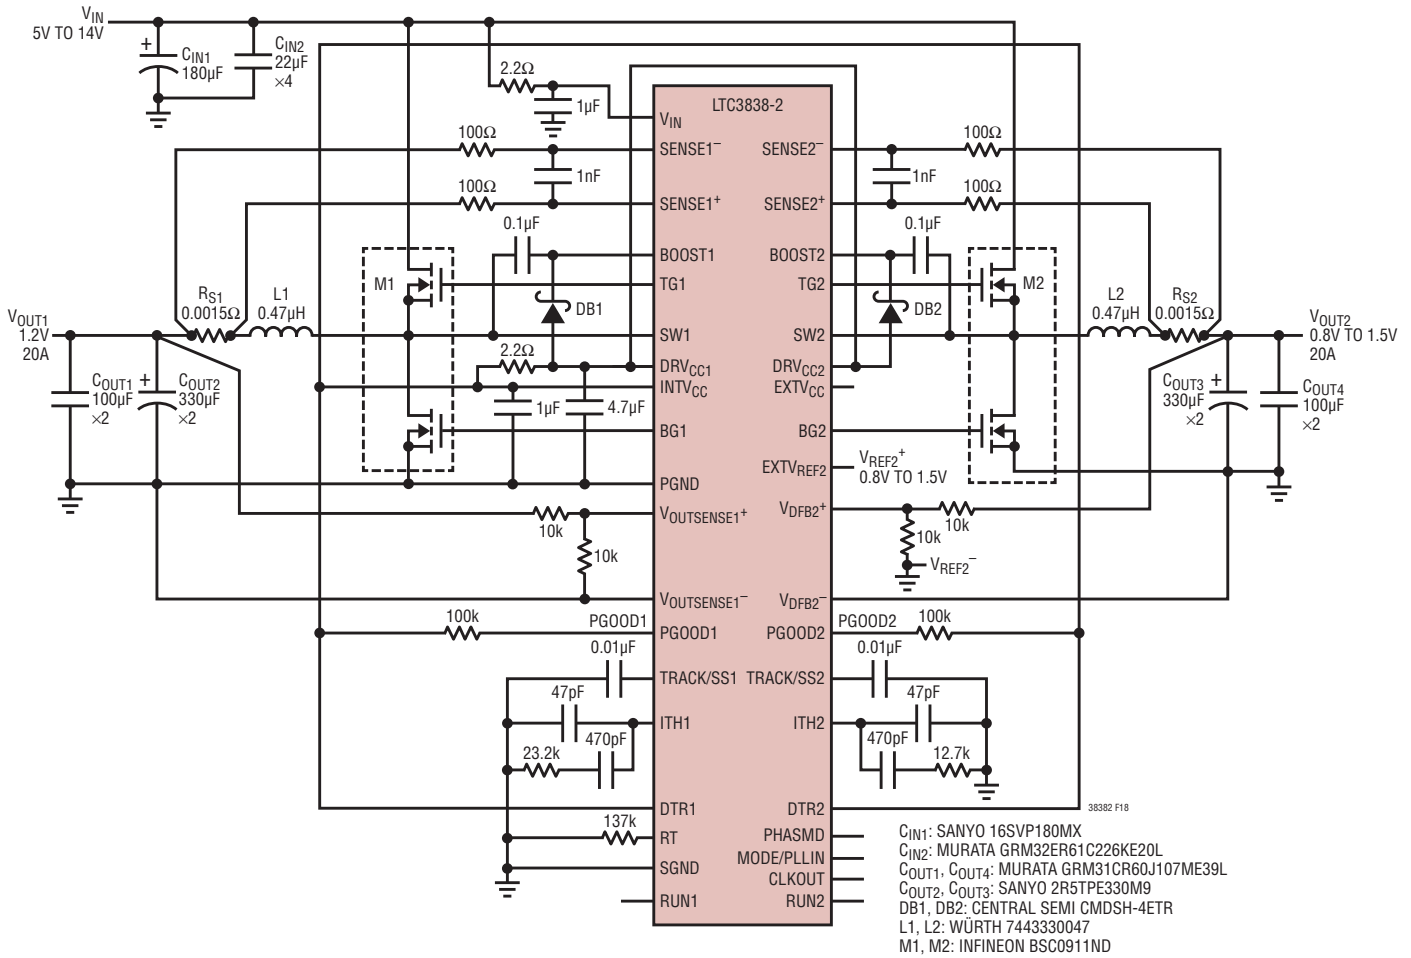 VIN
5V TO 14V
CIN1
180µF
CIN2
22µF
×4
2.2Ω
1µF
LTC3838-2
VIN
100Ω
SENSE1–
SENSE2–
100Ω
1nF
1nF
100Ω
SENSE1+
SENSE2+
100Ω
0.1µF
BOOST1
BOOST2
0.1µF
M1
TG1
TG2
M2
DB1
DB2
RS1
0.0015Ω
L1
0.47µH
L2
0.47µH
RS2
0.0015Ω
VOUT1
1.2V
20A
SW1
SW2
VOUT2
0.8V TO 1.5V
20A
2.2Ω
DRVCC1
DRVCC2
INTVCC
EXTVCC
COUT1
100µF
×2
COUT2
330µF
×2
1µF
4.7µF
COUT3
330µF
×2
COUT4
100µF
×2
BG1
BG2
EXTVREF2
VREF2+
0.8V TO 1.5V
PGND
VOUTSENSE1+
VDFB2+
10k
10k
10k
10k
VREF2–
VOUTSENSE1–
VDFB2–
100k
PGOOD1
PGOOD1
PGOOD2
PGOOD2
100k
0.01µF
0.01µF
TRACK/SS1
TRACK/SS2
47pF
47pF
ITH1
ITH2
470pF
23.2k
470pF
12.7k
DTR1
DTR2
38382 F18
137k
RT
PHASMD
MODE/PLLIN
SGND
CLKOUT
RUN1
RUN2
CIN1: SANYO 16SVP180MX
CIN2: MURATA GRM32ER61C226KE20L
COUT1, COUT4: MURATA GRM31CR60J107ME39L
COUT2, COUT3: SANYO 2R5TPE330M9
DB1, DB2: CENTRAL SEMI CMDSH-4ETR
L1, L2: WÜRTH 7443330047
M1, M2: INFINEON BSC0911ND